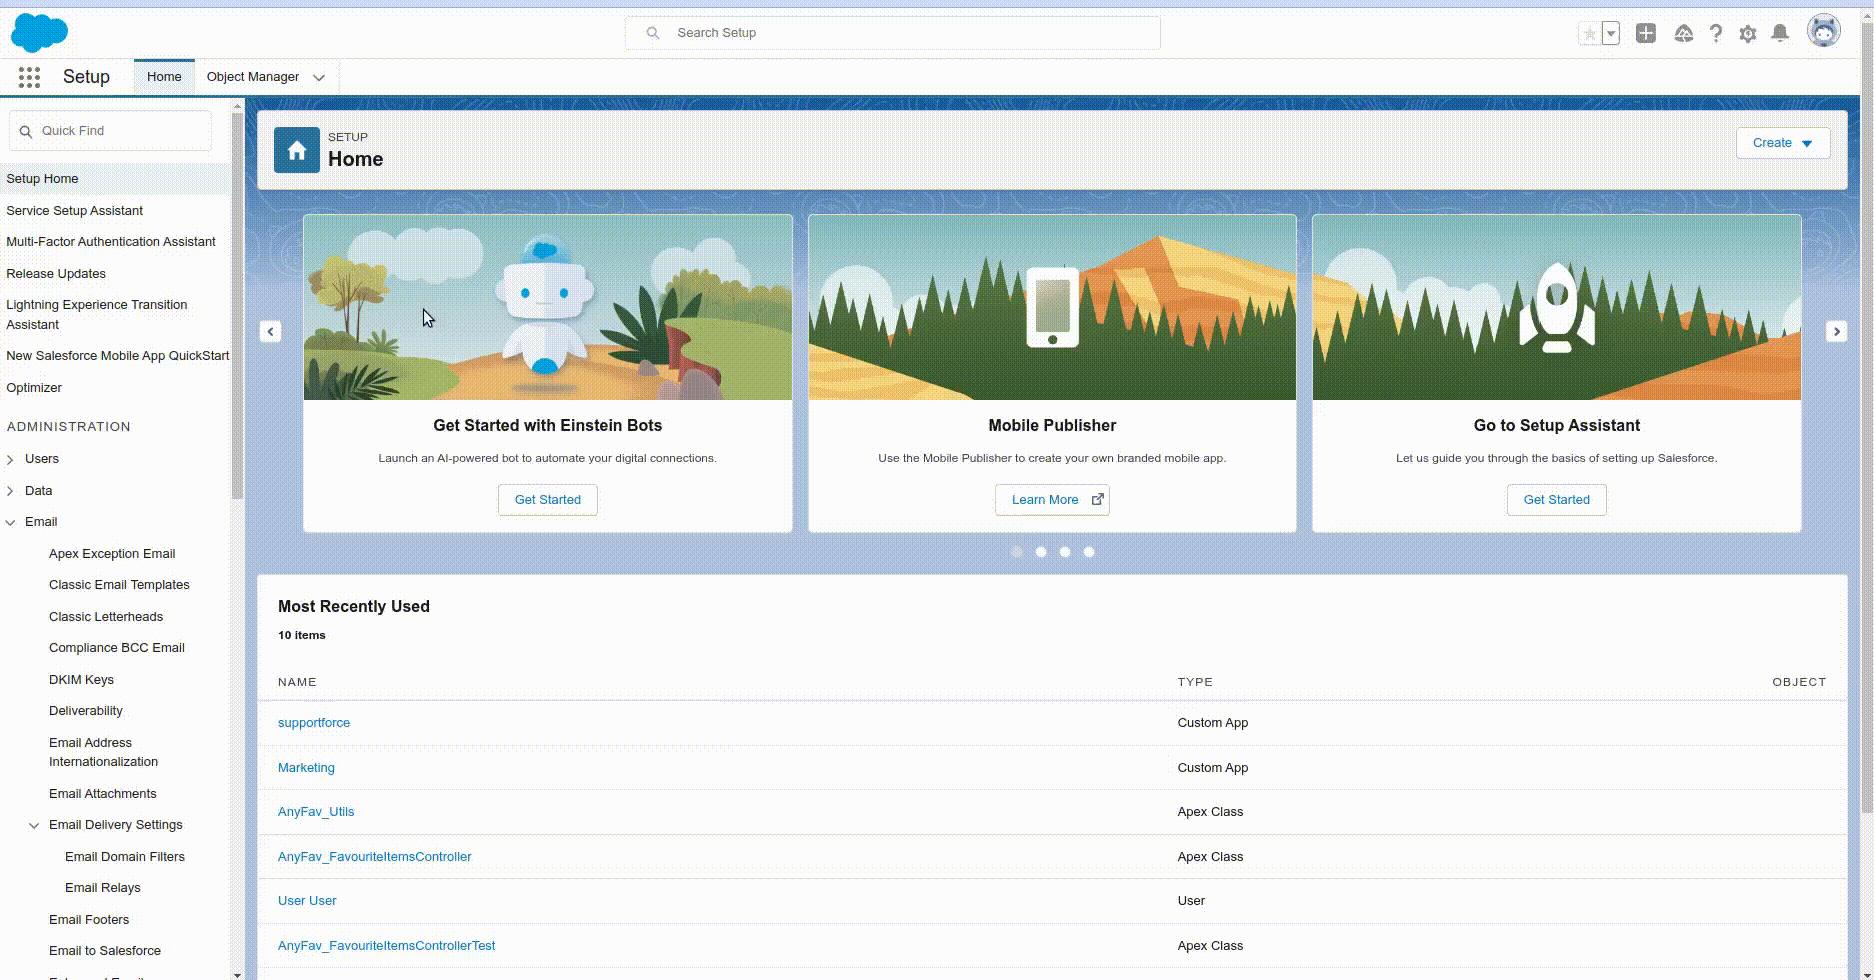 Search Setup
Setup
Home
Object Manager
Quick Find
Setup Home
Service Setup Assistant
Multi-Factor Authentication Assistant
Release Updates
Lightning Experience Transition
Assistant
New Salesforce Mobile App QuickStart
Optimizer
ADMINISTRATION
Users
Data
Email
Apex Exception Email
Classic Email Templates
Classic Letterheads
Compliance BCC Email
DKIM Keys
Deliverability
Email Address
Internationalization
Email Attachments
Email Delivery Settings
Email Domain Filters
Email Relays
Email Footers
Email to Salesforce
SETUP
Home
Create
Get Started with Einstein Bots
Launch an AI-powered bot to automate your digital connections.
Get Started
Mobile Publisher
Use the Mobile Publisher to create your own branded mobile app.
Learn More
Go to Setup Assistant
Let us guide you through the basics of setting up Salesforce.
Get Started
Most Recently Used
10 items
NAME TYPE OBJECT
supportforce Custom App
Marketing Custom App
AnyFav_Utils Apex Class
AnyFav_FavouriteItemsController Apex Class
User User User
AnyFav_FavouriteItemsControllerTest Apex Class